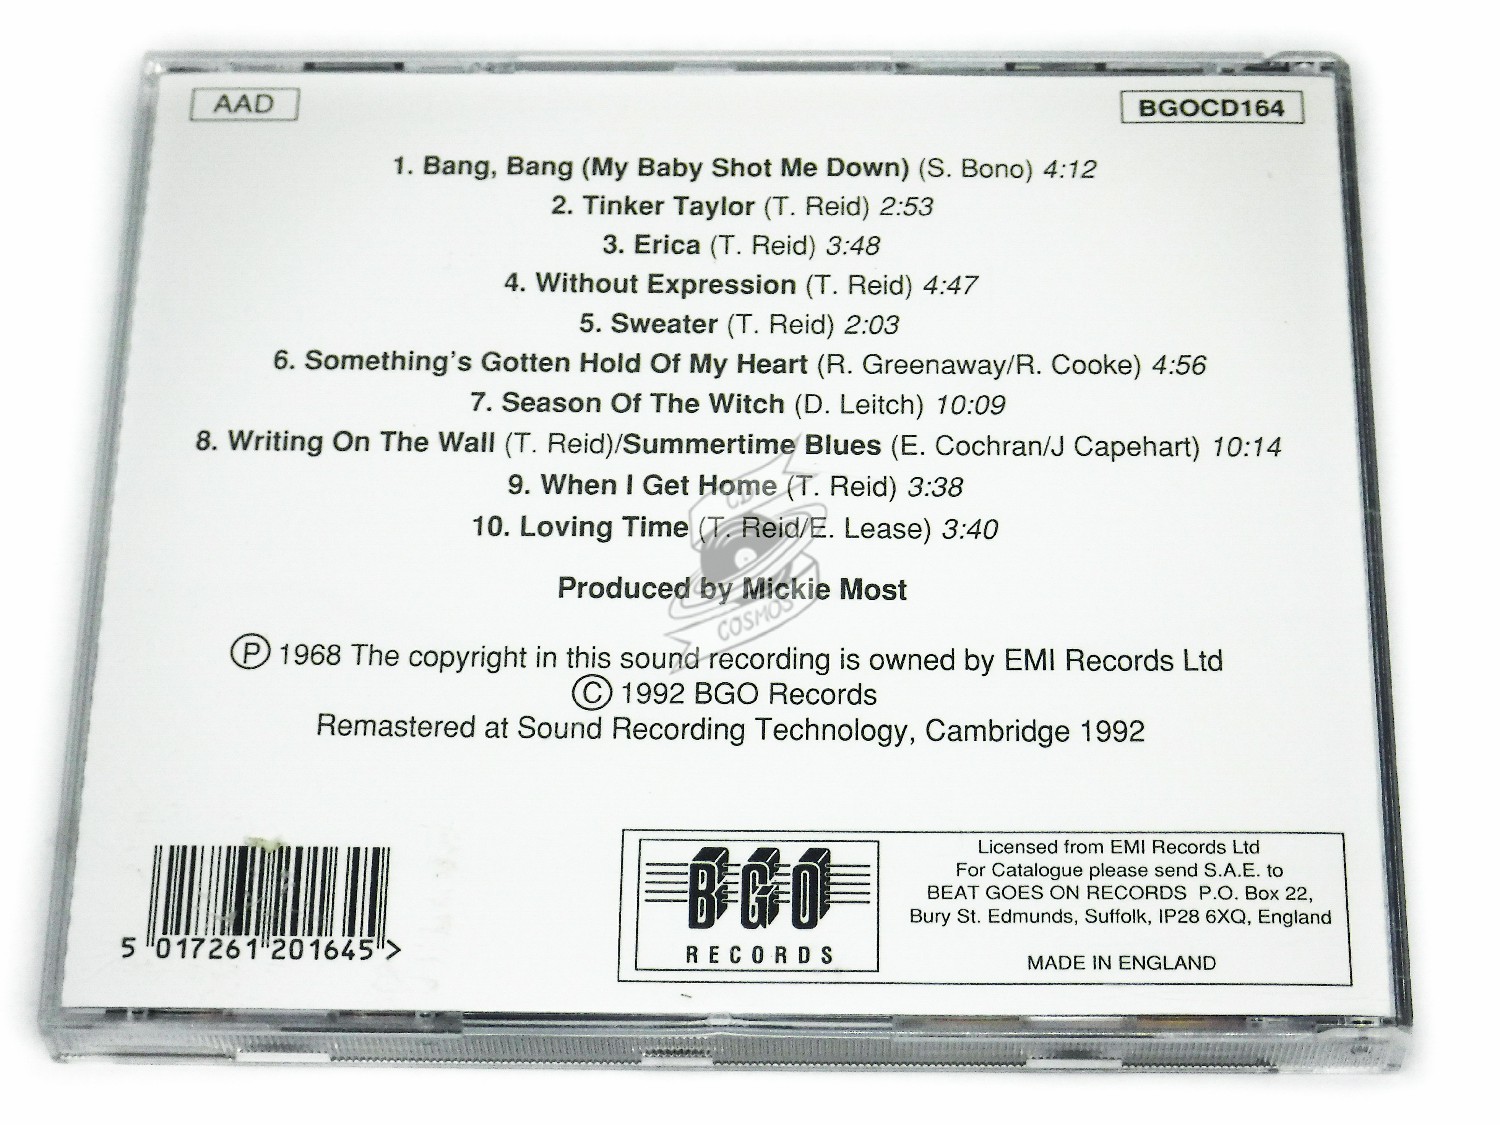 AAD
BGOCD164
1. Bang, Bang (My Baby Shot Me Down) (S. Bono) 4:12
2. Tinker Taylor (T. Reid) 2:53
3. Erica (T. Reid) 3:48
4. Without Expression (T. Reid) 4:47
5. Sweater (T. Reid) 2:03
6. Something's Gotten Hold Of My Heart (R. Greenaway/R. Cooke) 4:56
7. Season Of The Witch (D. Leitch) 10:09
8. Writing On The Wall (T. Reid)/Summertime Blues (E. Cochran/J Capehart) 10:14
9. When I Get Home (T. Reid) 3:38
10. Loving Time (T. Reid/E. Lease) 3:40
CD
COSMOS
Produced by Mickie Most
Ⓟ 1968 The copyright in this sound recording is owned by EMI Records Ltd
© 1992 BGO Records
Remastered at Sound Recording Technology, Cambridge 1992
5 017261 201645 >
BGO
RECORDS
Licensed from EMI Records Ltd
For Catalogue please send S.A.E. to
BEAT GOES ON RECORDS P.O. Box 22,
Bury St. Edmunds, Suffolk, IP28 6XQ, England
MADE IN ENGLAND